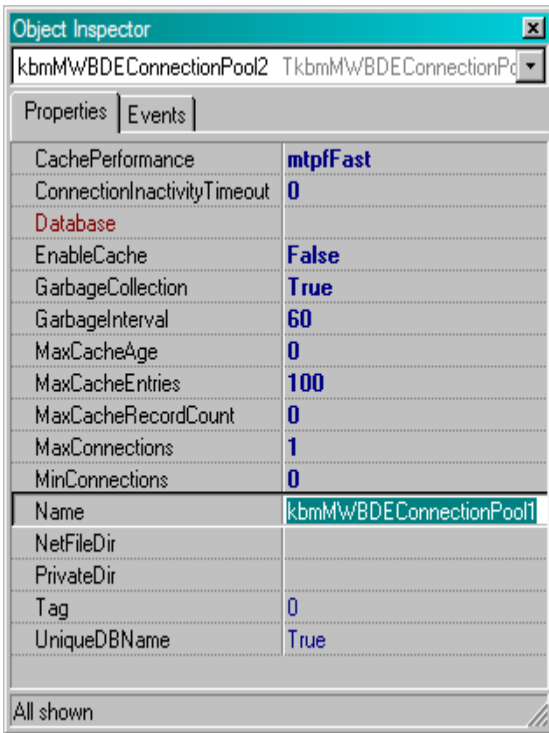 Object Inspector
kbmMWBDEConnectionPool2 TkbmMWBDEConnectionPo
Properties Events
CachePerformance mtpfFast
ConnectionInactivityTimeout 0
Database
EnableCache False
GarbageCollection True
GarbageInterval 60
MaxCacheAge 0
MaxCacheEntries 100
MaxCacheRecordCount 0
MaxConnections 1
MinConnections 0
Name kbmMWBDEConnectionPool1
NetFileDir
PrivateDir
Tag 0
UniqueDBName True
All shown